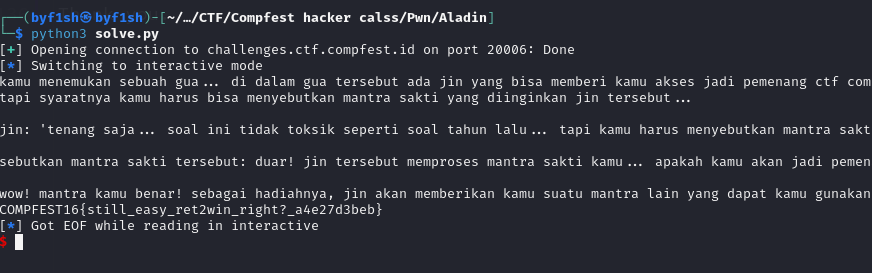 ┌──(byf1sh㉿byf1sh)-[~/…/CTF/Compfest hacker calss/Pwn/Aladin]
└─$ python3 solve.py
[+] Opening connection to challenges.ctf.compfest.id on port 20006: Done
[*] Switching to interactive mode
kamu menemukan sebuah gua... di dalam gua tersebut ada jin yang bisa memberi kamu akses jadi pemenang ctf com
tapi syaratnya kamu harus bisa menyebutkan mantra sakti yang diinginkan jin tersebut...
jin: 'tenang saja... soal ini tidak toksik seperti soal tahun lalu... tapi kamu harus menyebutkan mantra sakt
sebutkan mantra sakti tersebut: duar! jin tersebut memproses mantra sakti kamu... apakah kamu akan jadi pemen
wow! mantra kamu benar! sebagai hadiahnya, jin akan memberikan kamu suatu mantra lain yang dapat kamu gunakan
COMPFEST16{still_easy_ret2win_right?_a4e27d3beb}
[*] Got EOF while reading in interactive
$